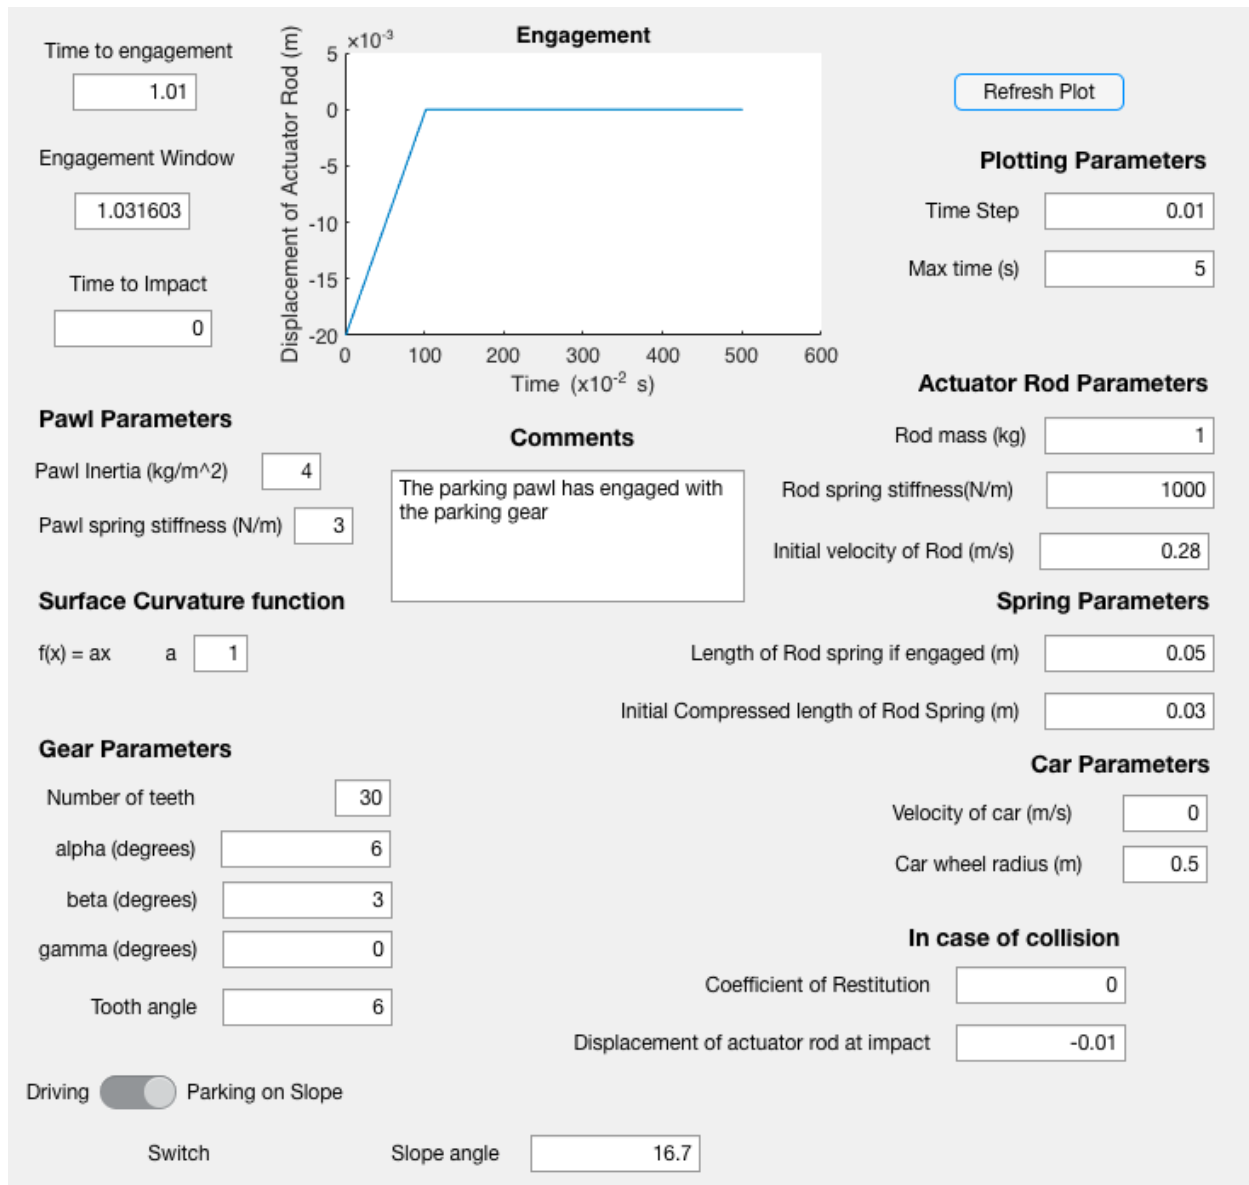 Time to engagement
1.01
Engagement Window
1.031603
Time to Impact
0
Engagement
×10-3
Displacement of Actuator Rod (m)
5
0
-5
-10
-15
-20
0 100 200 300 400 500 600
Time (x10-2 s)
Refresh Plot
Plotting Parameters
Time Step 0.01
Max time (s) 5
Pawl Parameters
Pawl Inertia (kg/m^2) 4
Pawl spring stiffness (N/m) 3
Comments
The parking pawl has engaged with
the parking gear
Actuator Rod Parameters
Rod mass (kg) 1
Rod spring stiffness(N/m) 1000
Initial velocity of Rod (m/s) 0.28
Surface Curvature function
f(x) = ax a 1
Spring Parameters
Length of Rod spring if engaged (m) 0.05
Initial Compressed length of Rod Spring (m) 0.03
Gear Parameters
Number of teeth 30
alpha (degrees) 6
beta (degrees) 3
gamma (degrees) 0
Tooth angle 6
Car Parameters
Velocity of car (m/s) 0
Car wheel radius (m) 0.5
In case of collision
Coefficient of Restitution 0
Displacement of actuator rod at impact -0.01
Driving Parking on Slope
Switch
Slope angle 16.7